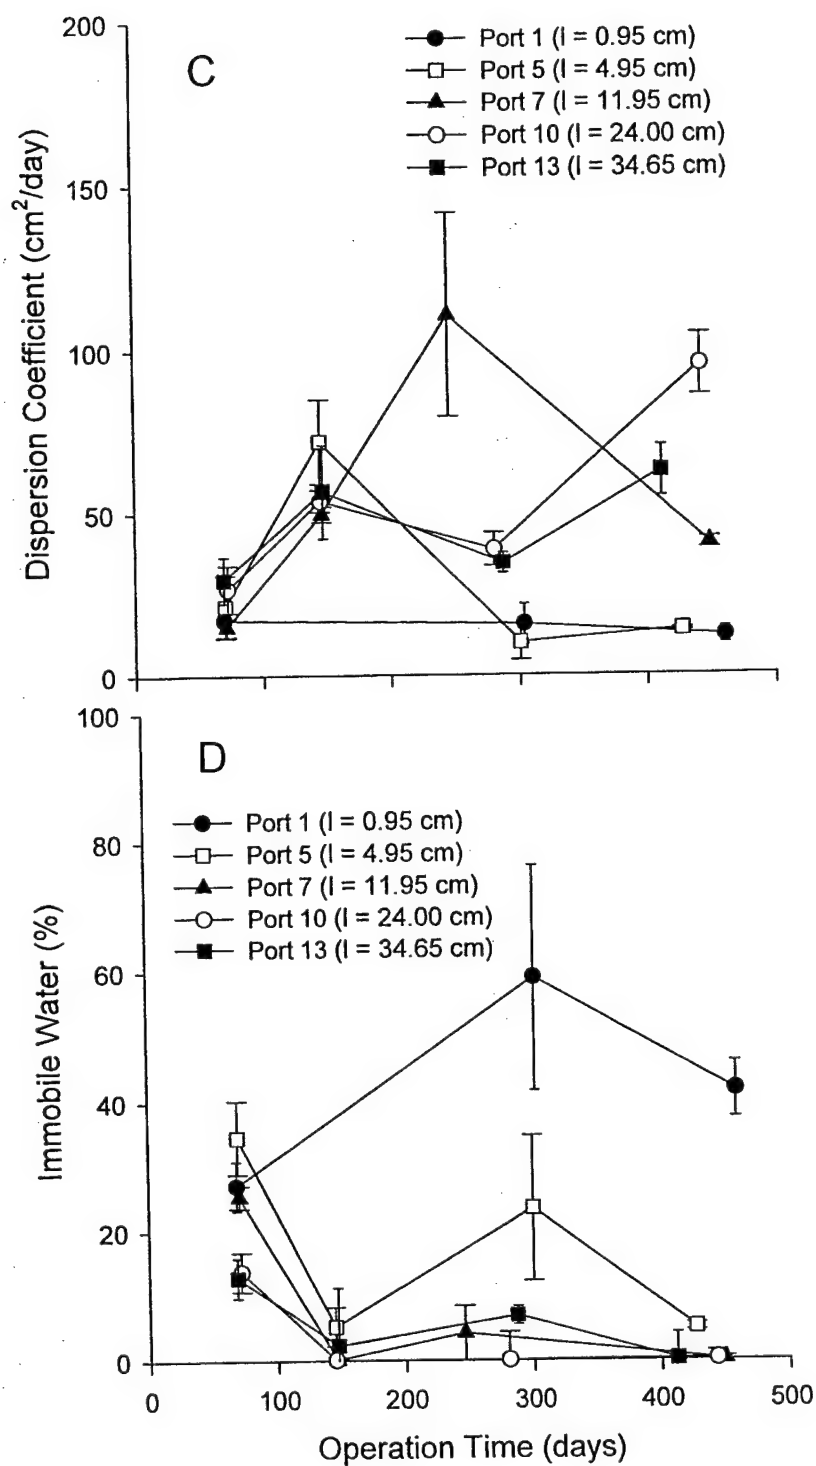 200
150
100
50
0
Dispersion Coefficient (cm²/day)
C
Port 1 (l = 0.95 cm)
Port 5 (l = 4.95 cm)
Port 7 (l = 11.95 cm)
Port 10 (l = 24.00 cm)
Port 13 (l = 34.65 cm)
100
80
60
40
20
0
Immobile Water (%)
D
Port 1 (l = 0.95 cm)
Port 5 (l = 4.95 cm)
Port 7 (l = 11.95 cm)
Port 10 (l = 24.00 cm)
Port 13 (l = 34.65 cm)
0 100 200 300 400 500
Operation Time (days)